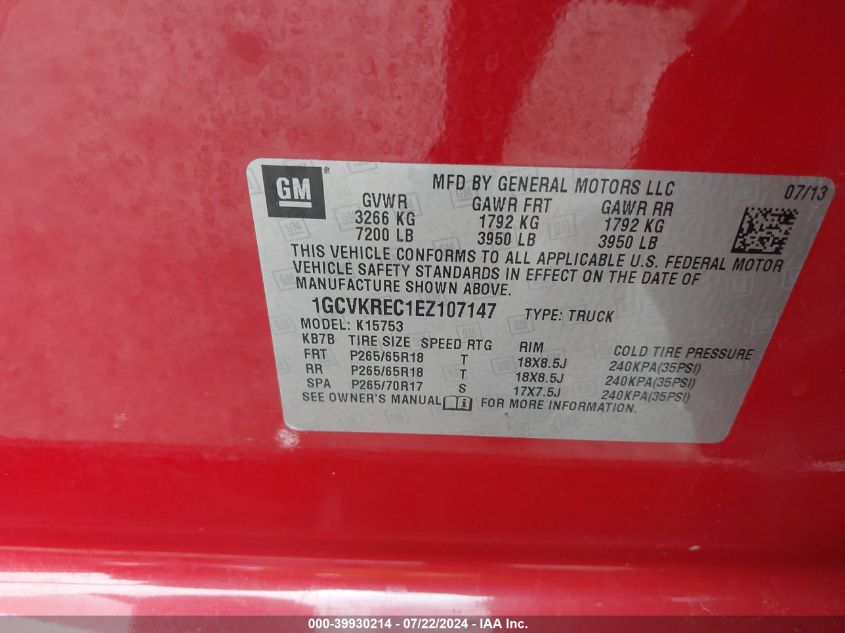 GM®
MFD BY GENERAL MOTORS LLC 07/13
GVWR GAWR FRT GAWR RR
3266 KG 1792 KG 1792 KG
7200 LB 3950 LB 3950 LB
THIS VEHICLE CONFORMS TO ALL APPLICABLE U.S. FEDERAL MOTOR
VEHICLE SAFETY STANDARDS IN EFFECT ON THE DATE OF
MANUFACTURE SHOWN ABOVE.
1GCVKREC1EZ107147 TYPE: TRUCK
MODEL: K15753
KB7B TIRE SIZE SPEED RTG RIM COLD TIRE PRESSURE
FRT P265/65R18 T 18X8.5J 240KPA(35PSI)
RR P265/65R18 T 18X8.5J 240KPA(35PSI)
SPA P265/70R17 S 17X7.5J 240KPA(35PSI)
SEE OWNER'S MANUAL FOR MORE INFORMATION.
000-39930214 - 07/22/2024 - IAA Inc.